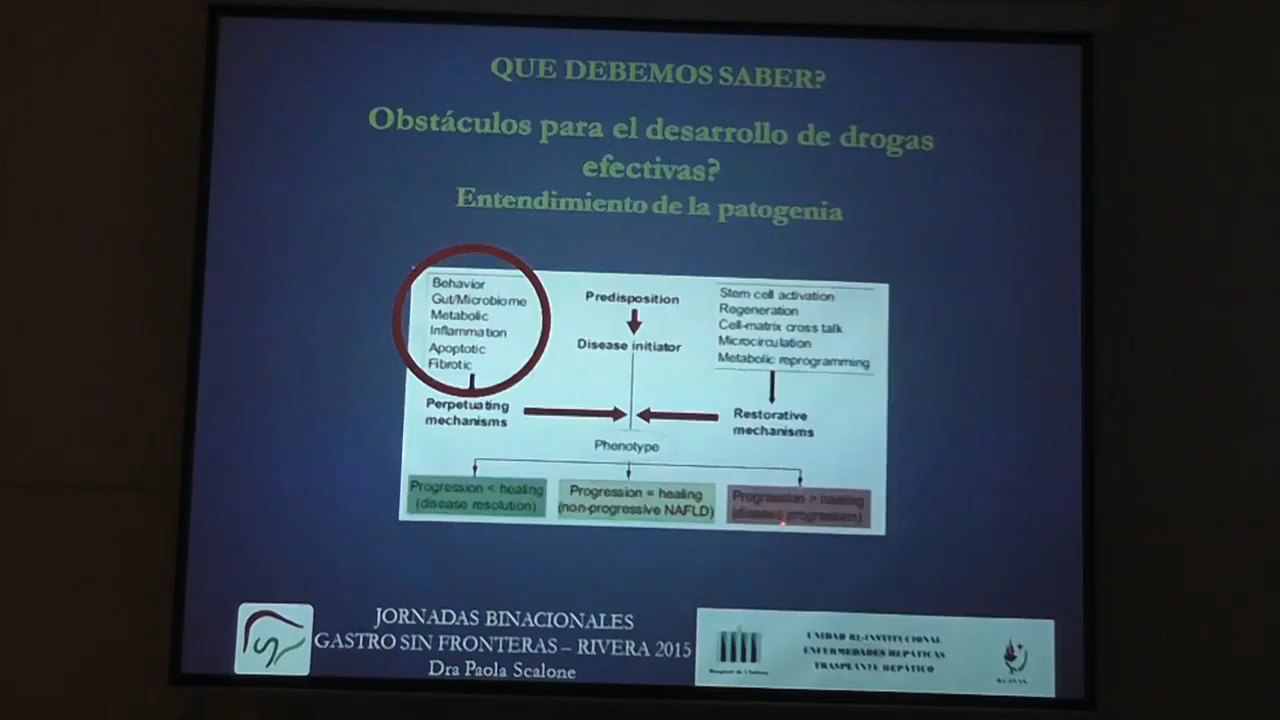 QUE DEBEMOS SABER?
Obstáculos para el desarrollo de drogas
efectivas?
Entendimiento de la patogenia
Behavior
Gut/Microbiome
Metabolic
Inflammation
Apoptotic
Fibrotic
Perpetuating
mechanisms
Predisposition
Disease initiator
Stem cell activation
Regeneration
Cell-matrix cross talk
Microcirculation
Metabolic reprogramming
Restorative
mechanisms
Phenotype
Progression < healing
(disease resolution)
Progression = healing
(non-progressive NAFLD)
Progression > healing
(disease progression)
JORNADAS BINACIONALES
GASTRO SIN FRONTERAS – RIVERA 2015
Dra Paola Scalone
UNIDAD BI-INSTITUCIONAL
ENFERMEDADES HEPÁTICAS
TRASPLANTE HEPÁTICO